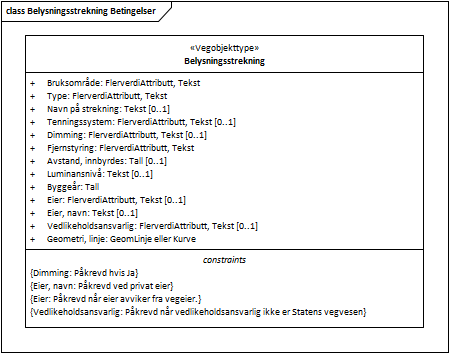 class Belysningsstrekning Betingelser
«Vegobjekttype»
Belysningsstrekning
+ Bruksområde: FlerverdiAttributt, Tekst
+ Type: FlerverdiAttributt, Tekst
+ Navn på strekning: Tekst [0..1]
+ Tenningssystem: FlerverdiAttributt, Tekst [0..1]
+ Dimming: FlerverdiAttributt, Tekst [0..1]
+ Fjernstyring: FlerverdiAttributt, Tekst
+ Avstand, innbyrdes: Tall [0..1]
+ Luminansnivå: Tekst [0..1]
+ Byggeår: Tall
+ Eier: FlerverdiAttributt, Tekst [0..1]
+ Eier, navn: Tekst [0..1]
+ Vedlikeholdsansvarlig: FlerverdiAttributt, Tekst [0..1]
+ Geometri, linje: GeomLinje eller Kurve
constraints
{Dimming: Påkrevd hvis Ja}
{Eier, navn: Påkrevd ved privat eier}
{Eier: Påkrevd når eier avviker fra vegeier.}
{Vedlikeholdsansvarlig: Påkrevd når vedlikeholdsansvarlig ikke er Statens vegvesen}